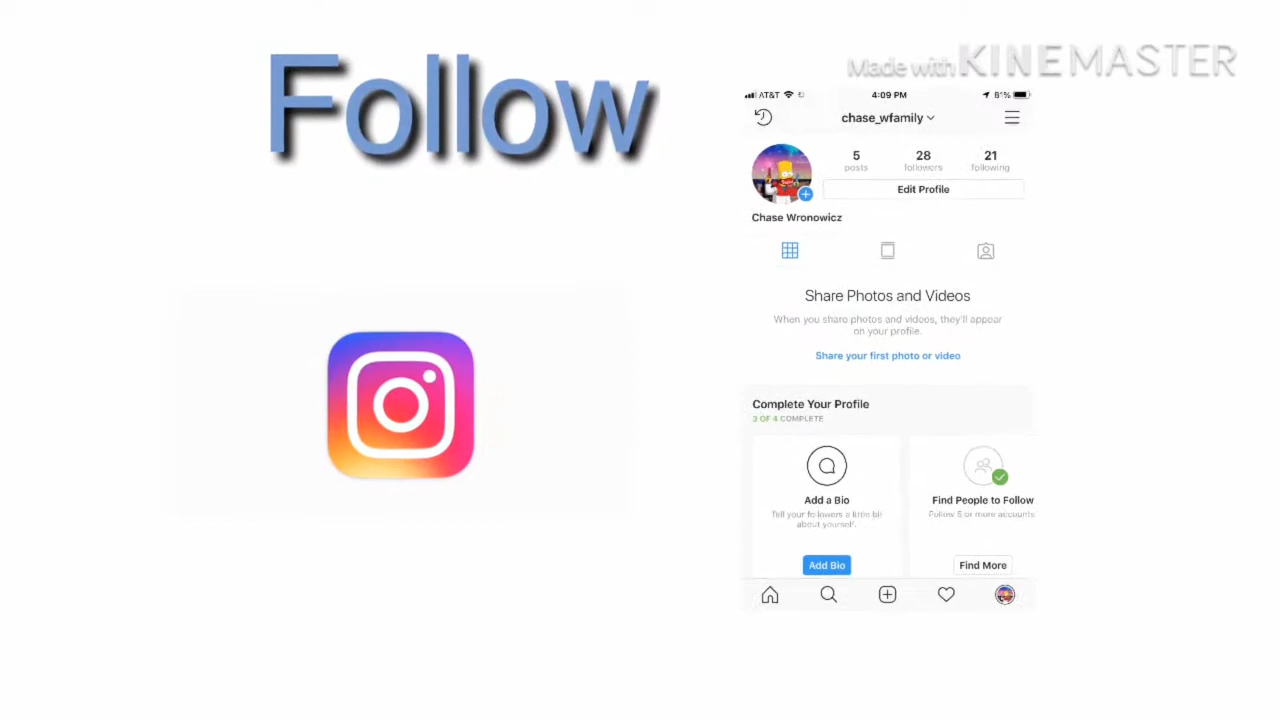 Follow
Made with KINEMASTER
AT&T 4:09 PM 81%
chase_wfamily
5 28 21
posts followers following
Edit Profile
Chase Wronowicz
Share Photos and Videos
When you share photos and videos, they'll appear
on your profile.
Share your first photo or video
Complete Your Profile
3 OF 4 COMPLETE
Add a Bio
Tell your followers a little bit
about yourself.
Add Bio
Find People to Follow
Follow 5 or more accounts
Find More